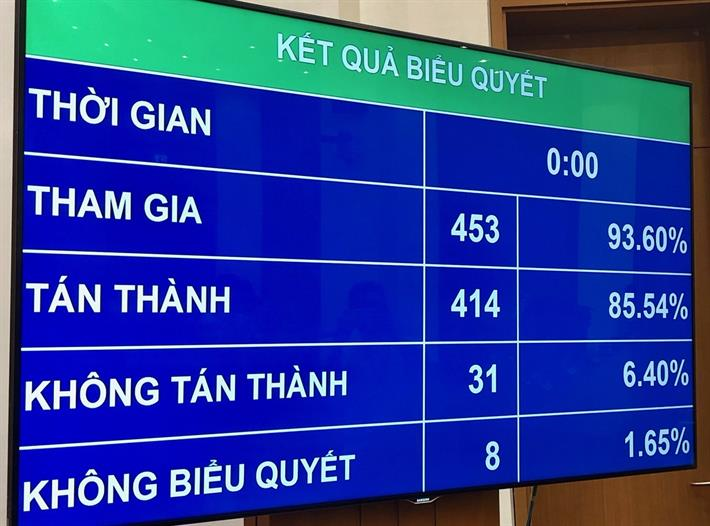 KẾT QUẢ BIỂU QUYẾT
THỜI GIAN 0:00
THAM GIA 453 93.60%
TÁN THÀNH 414 85.54%
KHÔNG TÁN THÀNH 31 6.40%
KHÔNG BIỂU QUYẾT 8 1.65%
SAMSUNG